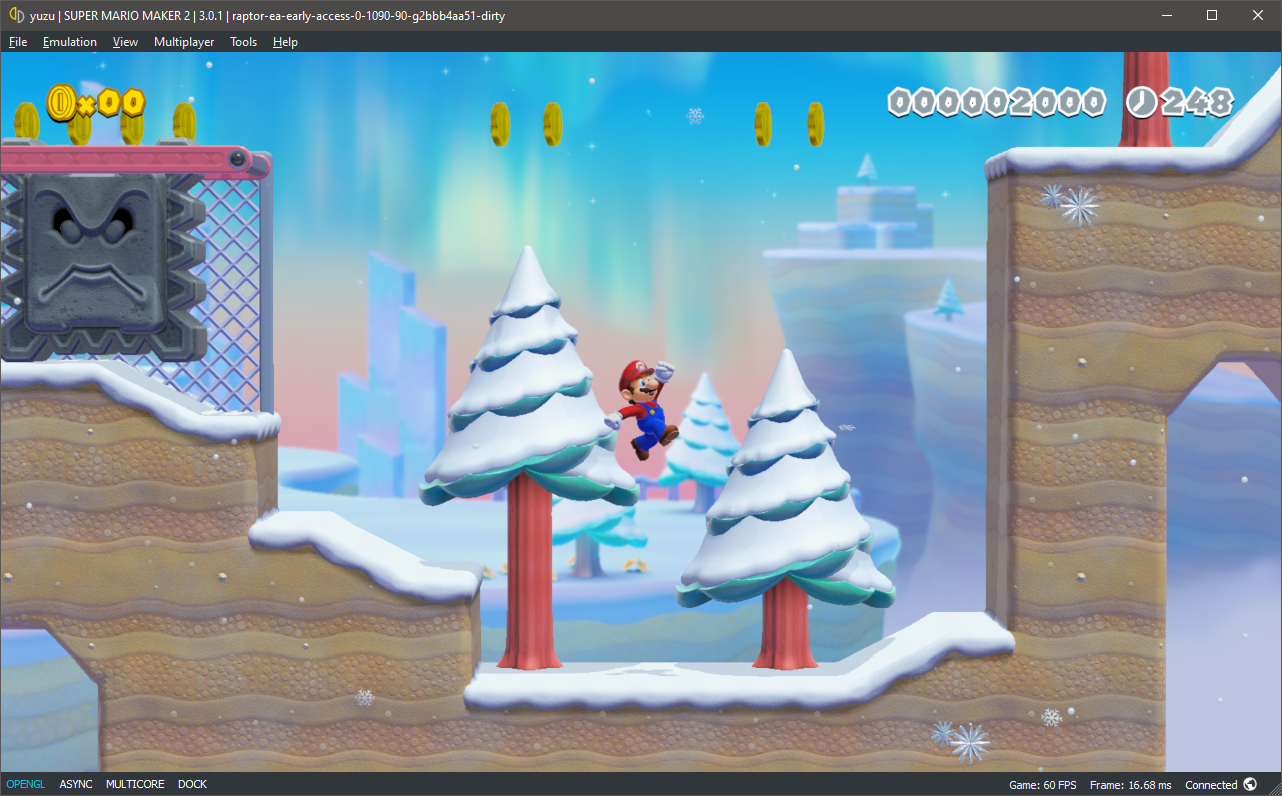 yuzu | SUPER MARIO MAKER 2 | 3.0.1 | raptor-ea-early-access-0-1090-90-g2bbb4aa51-dirty
File Emulation View Multiplayer Tools Help
×00 000002000 248
OPENGL ASYNC MULTICORE DOCK Game: 60 FPS Frame: 16.68 ms Connected